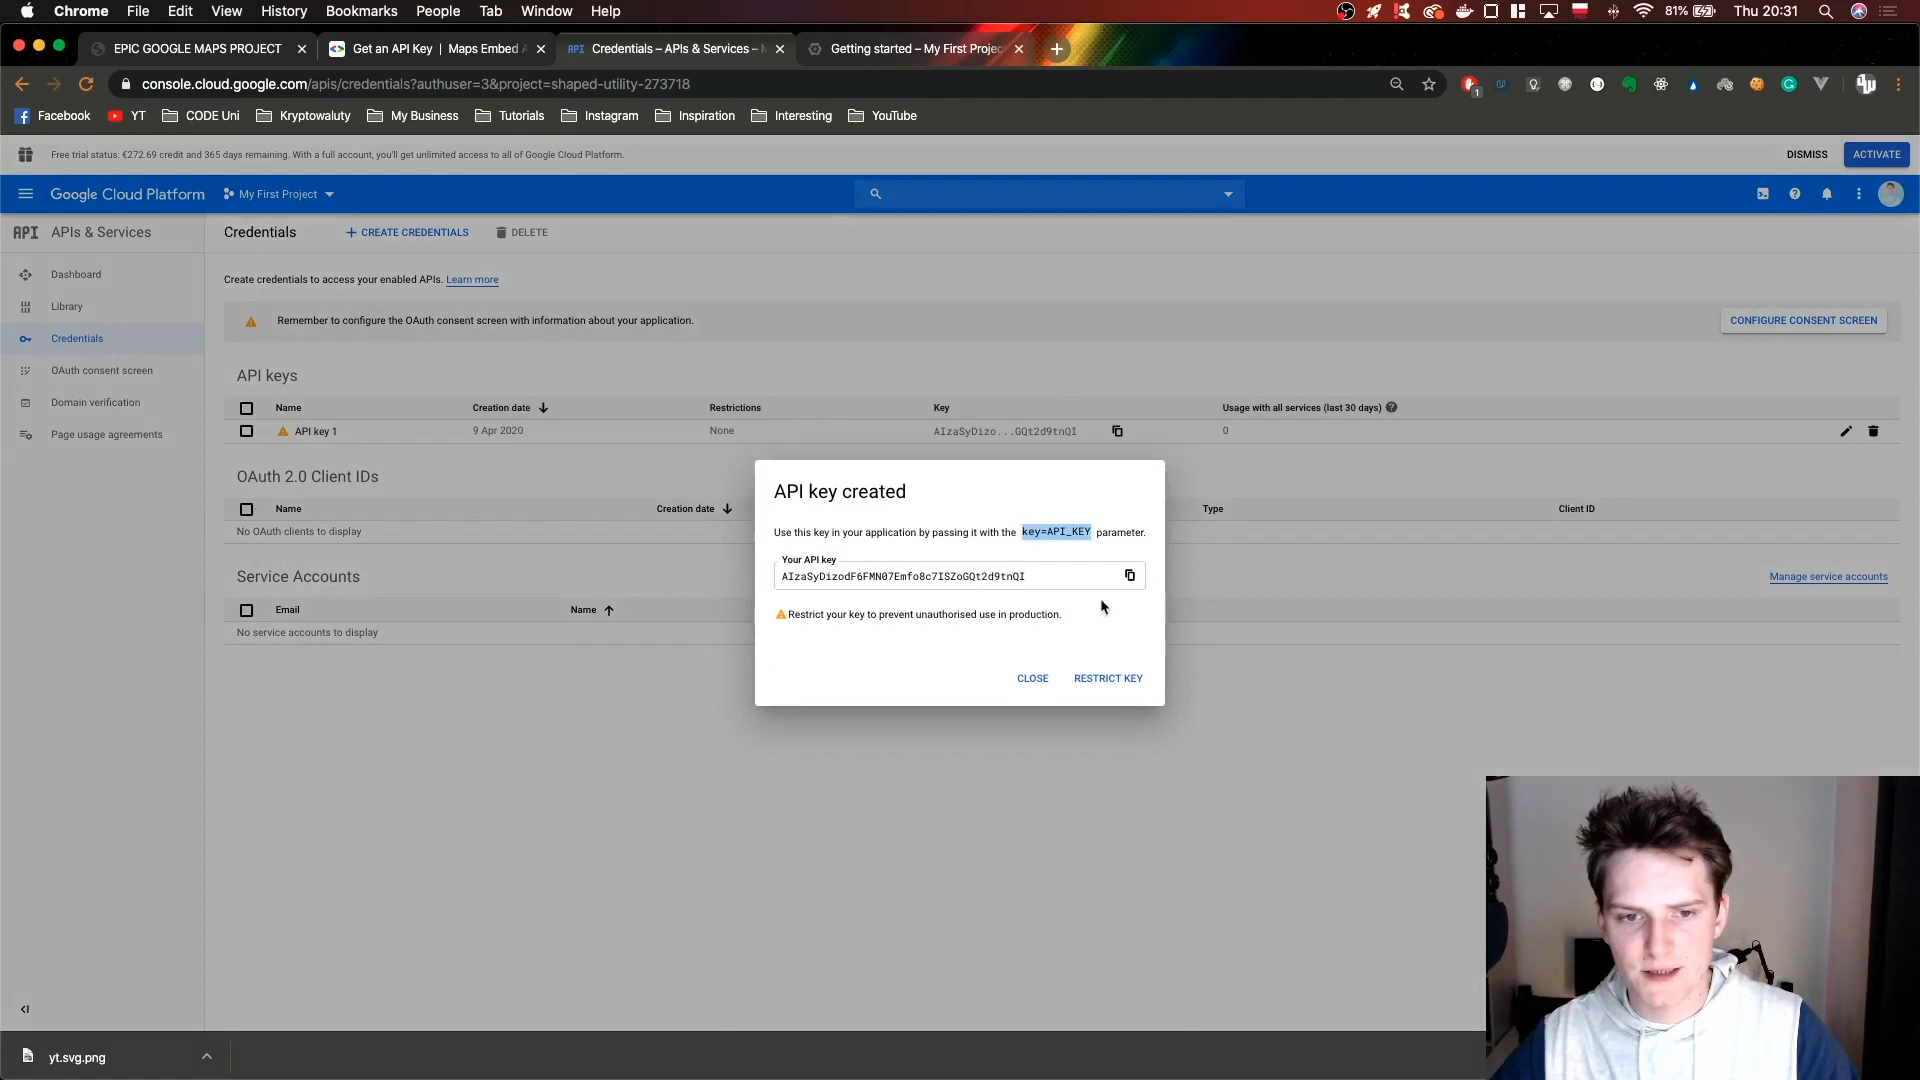 Chrome File Edit View History Bookmarks People Tab Window Help 81% Thu 20:31
EPIC GOOGLE MAPS PROJECT Get an API Key | Maps Embed A API Credentials – APIs & Services – M Getting started – My First Projec
console.cloud.google.com/apis/credentials?authuser=3&project=shaped-utility-273718 1
Facebook YT CODE Uni Kryptowaluty My Business Tutorials Instagram Inspiration Interesting YouTube
Free trial status: €272.69 credit and 365 days remaining. With a full account, you'll get unlimited access to all of Google Cloud Platform. DISMISS ACTIVATE
Google Cloud Platform My First Project
API APIs & Services Credentials + CREATE CREDENTIALS DELETE
Dashboard
Library
Credentials
OAuth consent screen
Domain verification
Page usage agreements
Create credentials to access your enabled APIs. Learn more
Remember to configure the OAuth consent screen with information about your application. CONFIGURE CONSENT SCREEN
API keys
Name Creation date Restrictions Key Usage with all services (last 30 days)
API key 1 9 Apr 2020 None AIzaSyDizo...GQt2d9tnQI 0
OAuth 2.0 Client IDs
Name Creation date Type Client ID
No OAuth clients to display
Service Accounts Manage service accounts
Email Name
No service accounts to display
API key created
Use this key in your application by passing it with the key=API_KEY parameter.
Your API key
AIzaSyDizodF6FMN07Emfo8c7ISZoGQt2d9tnQI
Restrict your key to prevent unauthorised use in production.
CLOSE RESTRICT KEY
yt.svg.png